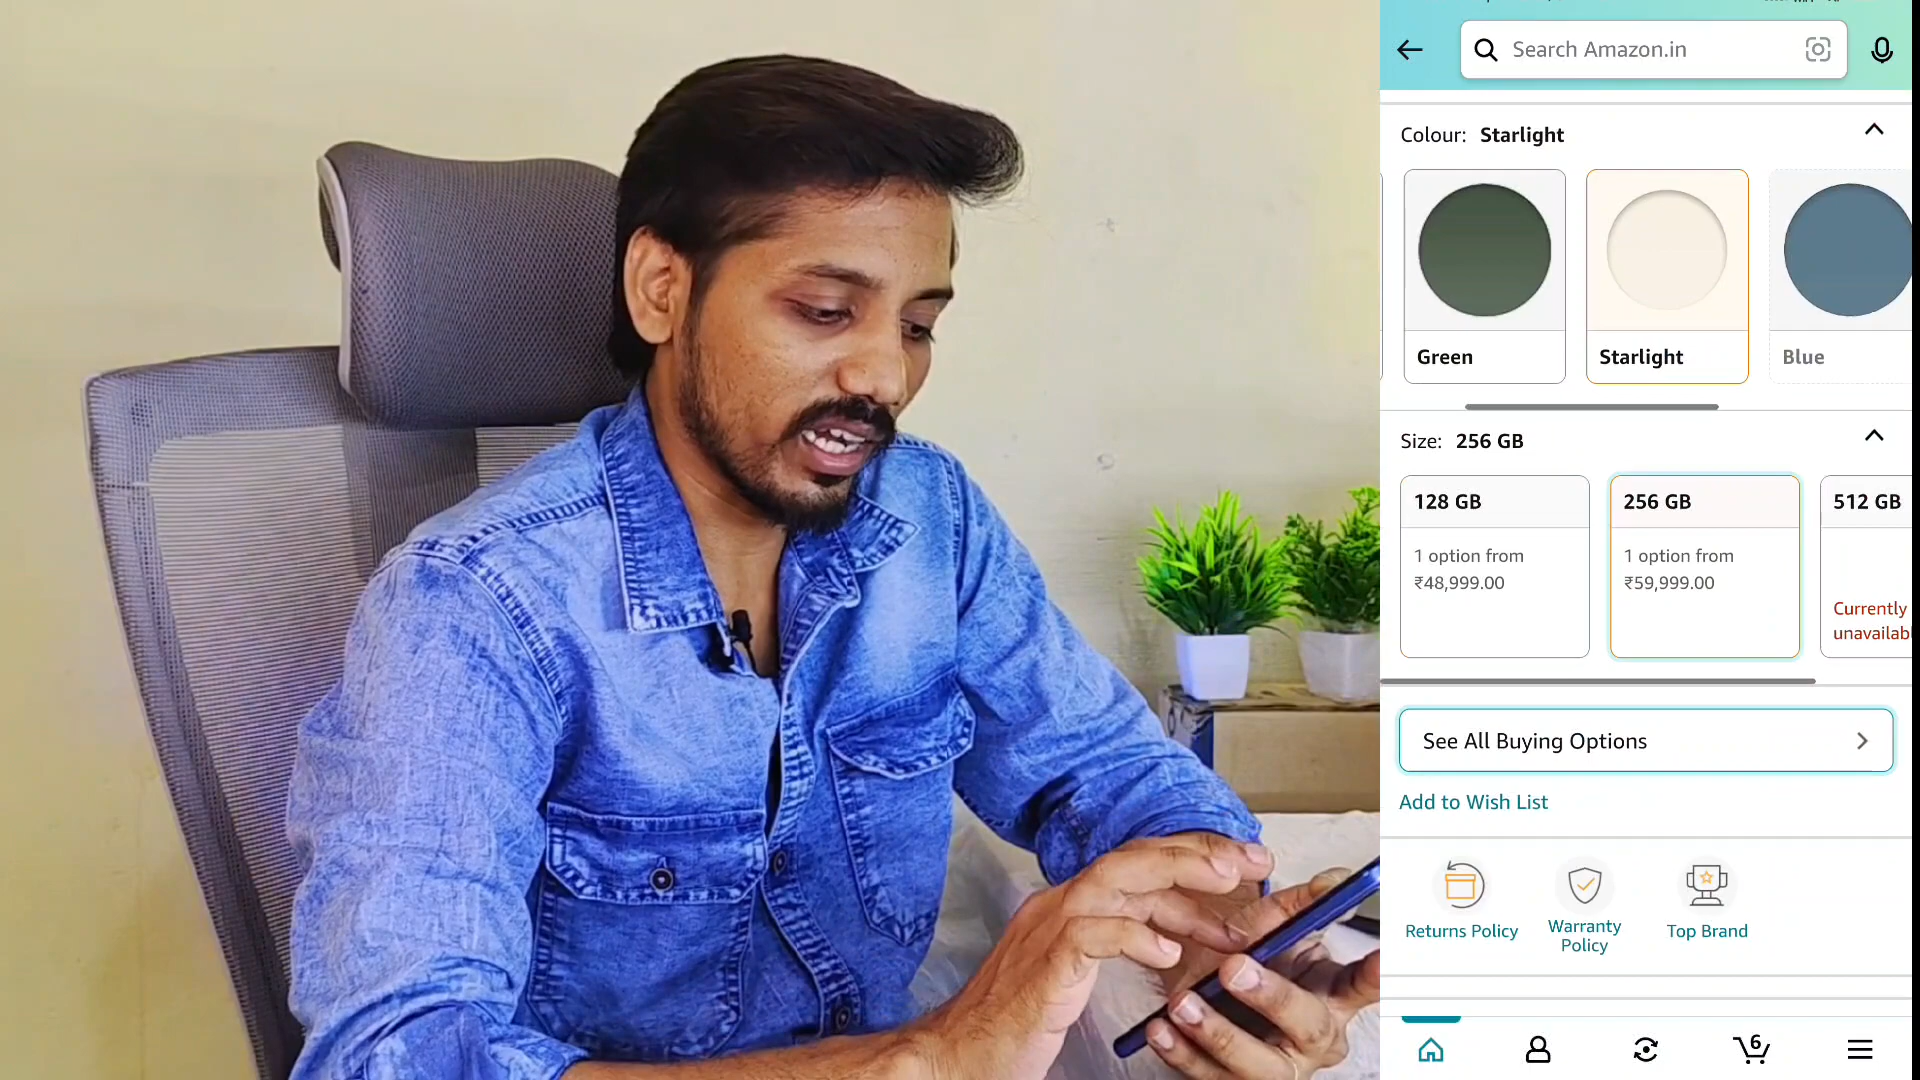 Search Amazon.in
Colour: Starlight
Green
Starlight
Blue
Size: 256 GB
128 GB
1 option from
₹48,999.00
256 GB
1 option from
₹59,999.00
512 GB
Currently
unavailab
See All Buying Options
Add to Wish List
Returns Policy
Warranty
Policy
Top Brand
6